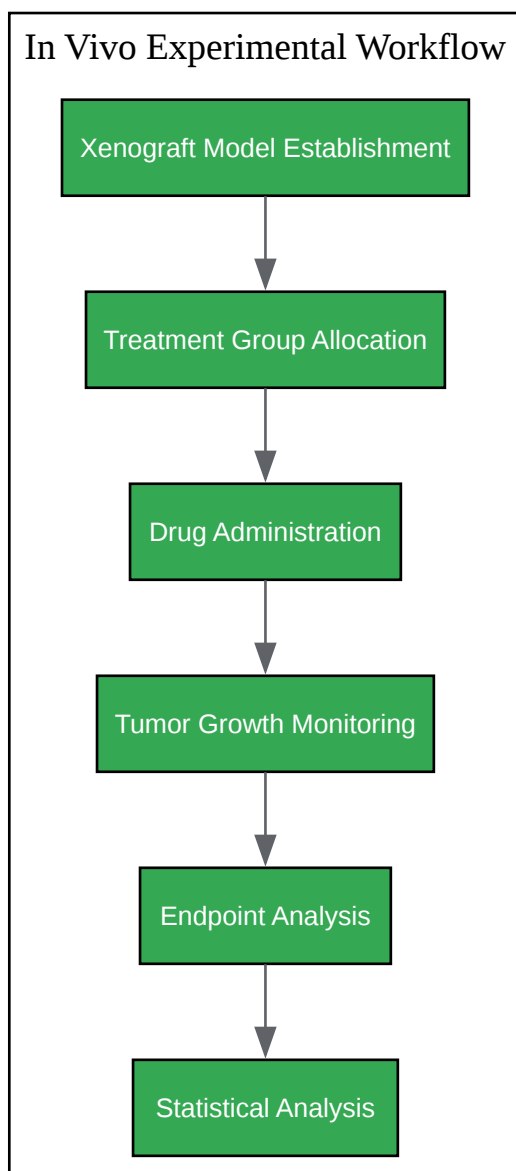 In Vivo Experimental Workflow
Xenograft Model Establishment
Treatment Group Allocation
Drug Administration
Tumor Growth Monitoring
Endpoint Analysis
Statistical Analysis